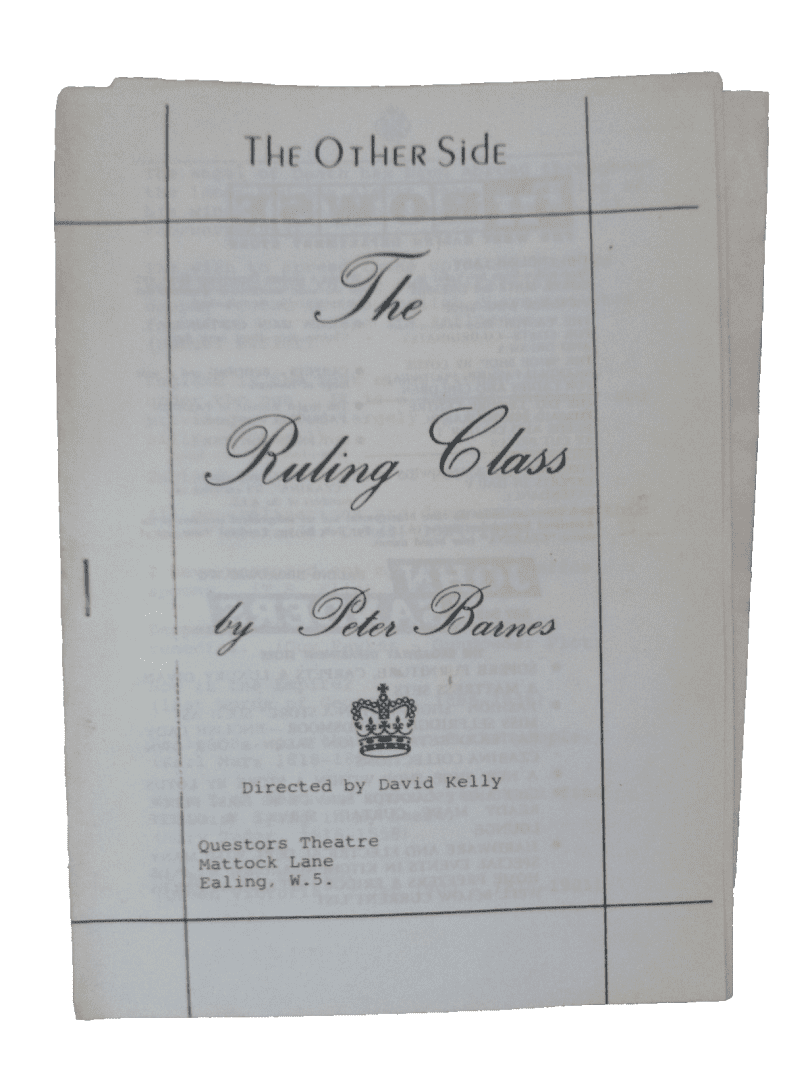 The Other Side
The
Ruling Class
by Peter Barnes
Directed by David Kelly
Questors Theatre
Mattock Lane
Ealing, W.5.